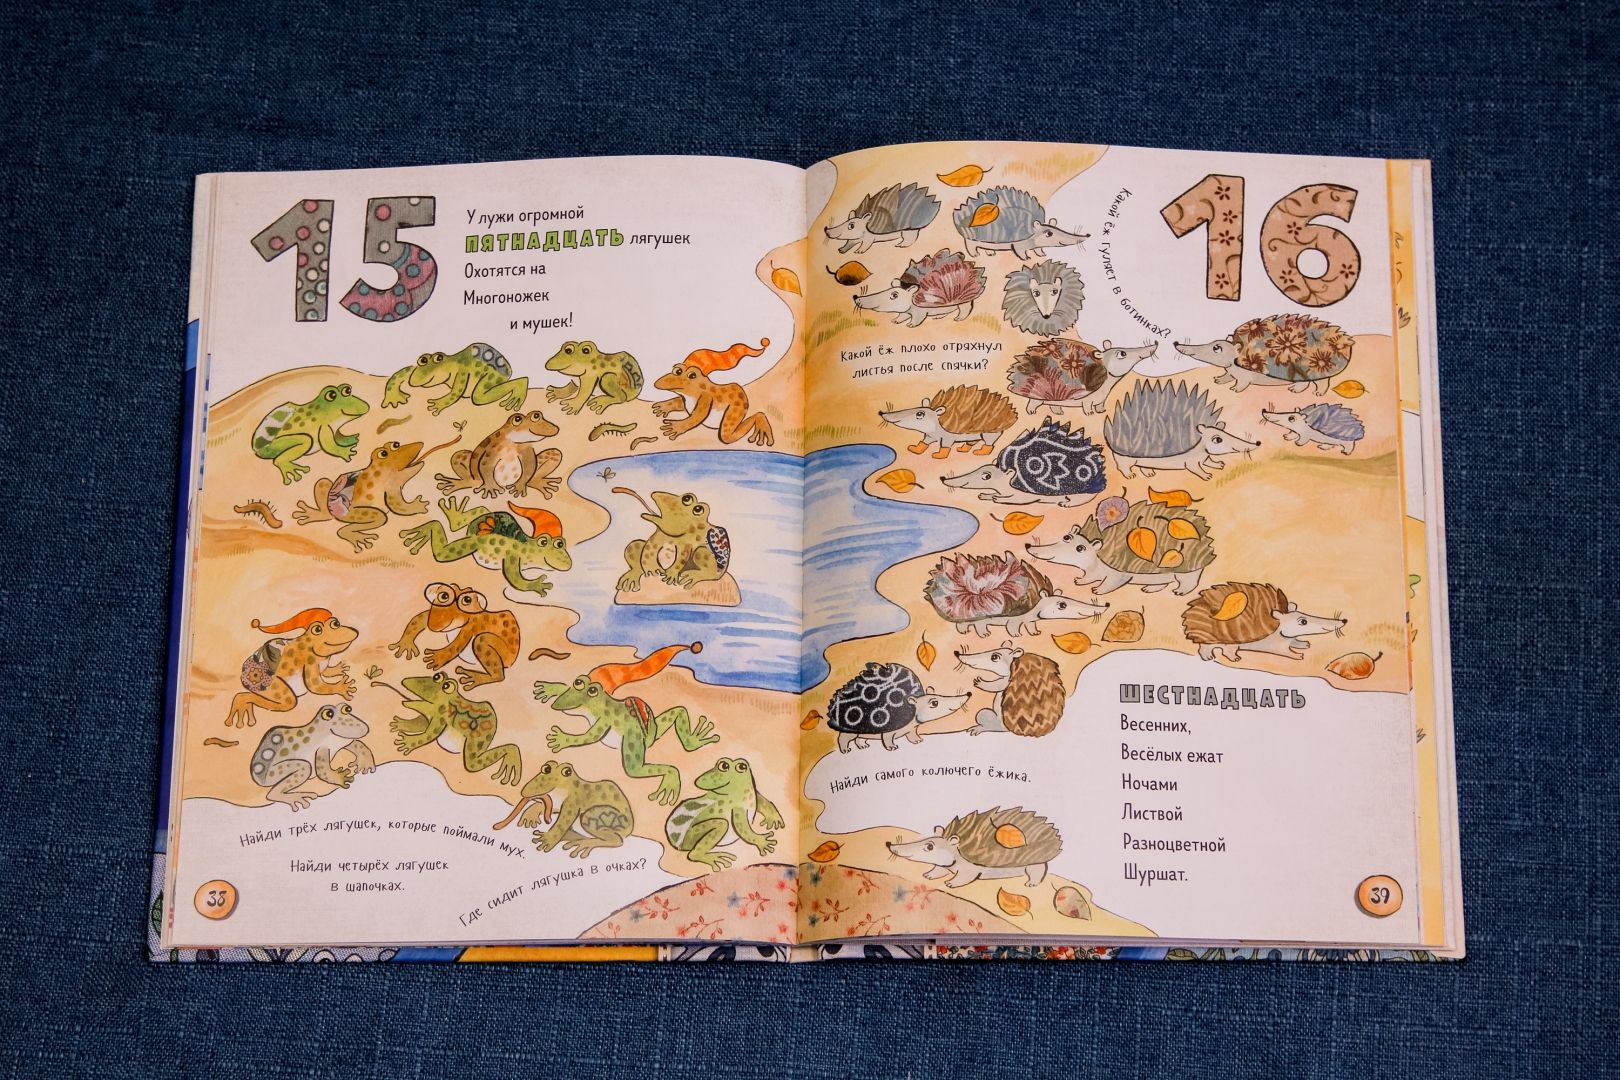 15
У лужи огромной
ПЯТНАДЦАТЬ лягушек
Охотятся на
Многоножек
и мушек!
Найди трёх лягушек, которые поймали мух.
Найди четырёх лягушек
в шапочках.
Где сидит лягушка в очках?
38
16
Какой ёж гуляет в ботинках?
Какой ёж плохо отряхнул
листья после спячки?
Найди самого колючего ёжика.
ШЕСТНАДЦАТЬ
Весенних,
Весёлых ежат
Ночами
Листвой
Разноцветной
Шуршат.
39